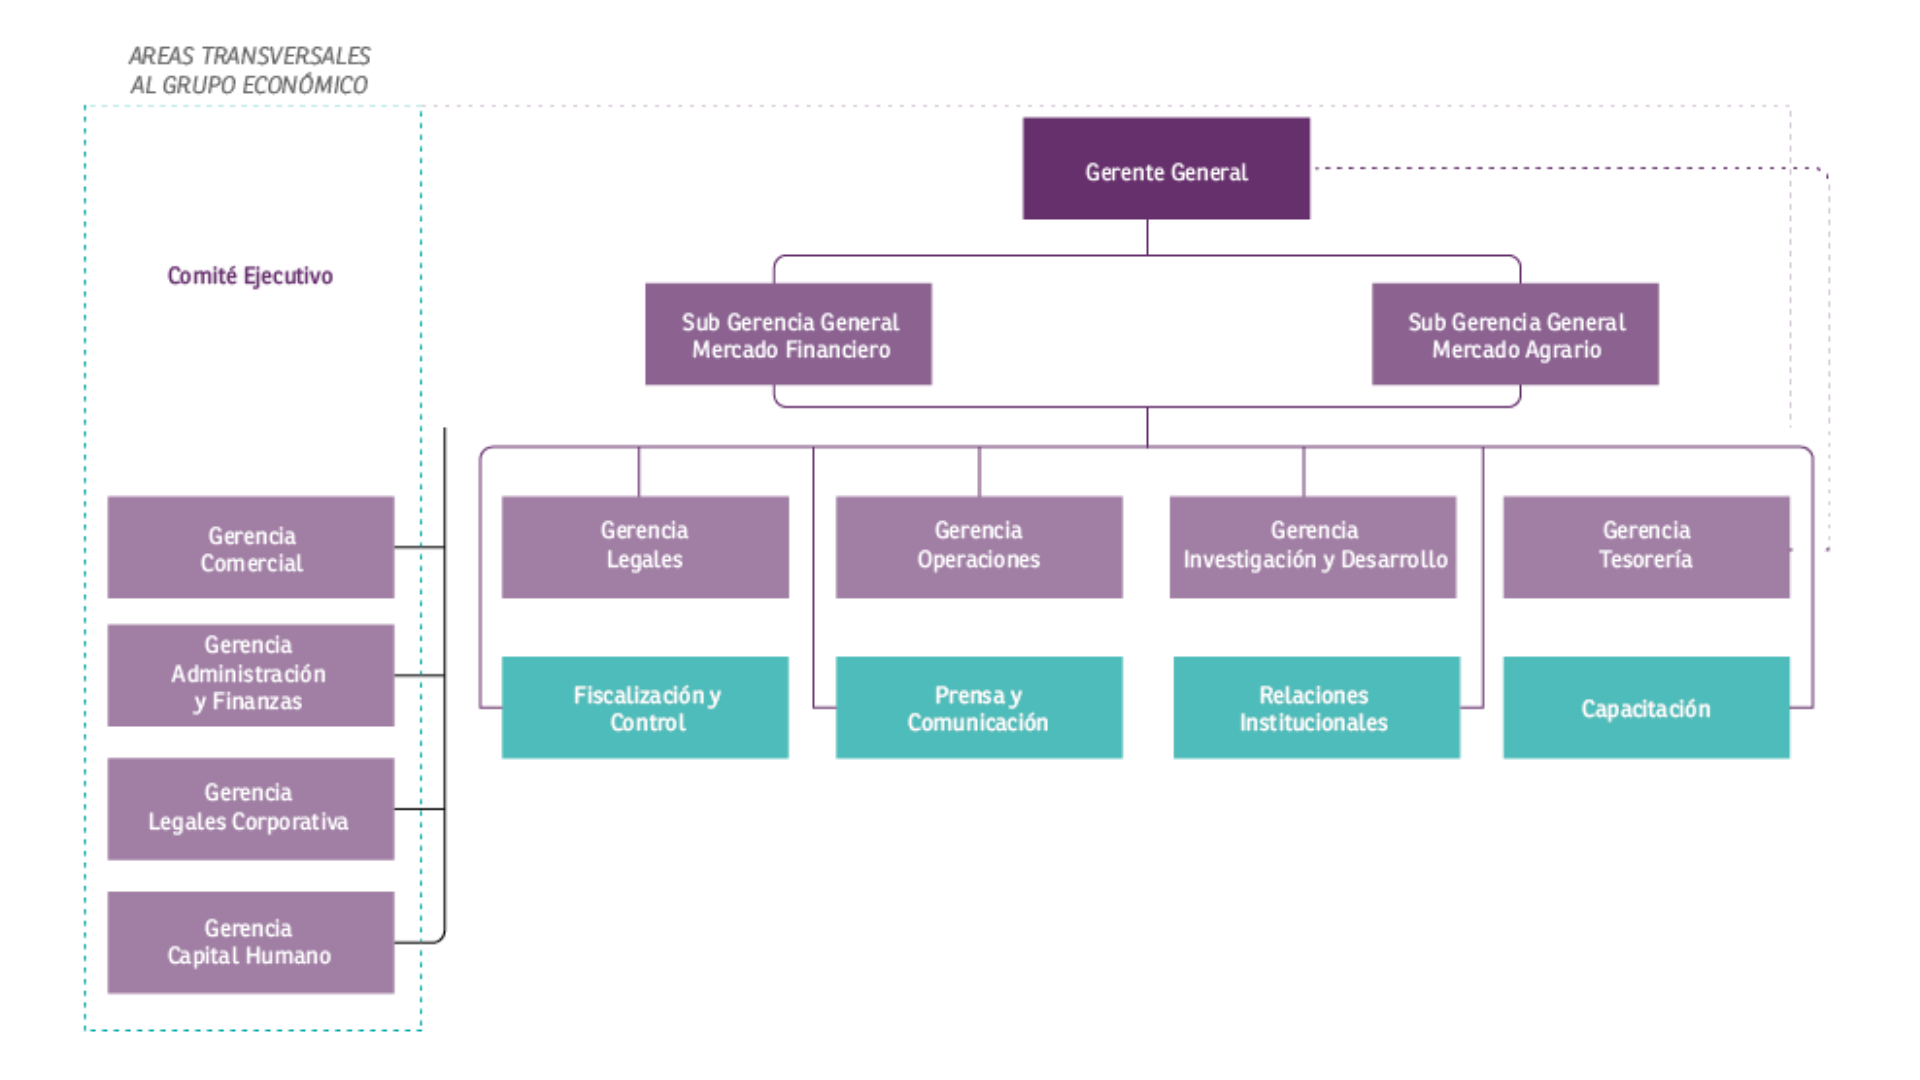 AREAS TRANSVERSALES
AL GRUPO ECONÓMICO
Gerente General
Comité Ejecutivo
Sub Gerencia General
Mercado Financiero
Sub Gerencia General
Mercado Agrario
Gerencia
Comercial
Gerencia
Administración
y Finanzas
Gerencia
Legales Corporativa
Gerencia
Capital Humano
Gerencia
Legales
Gerencia
Operaciones
Gerencia
Investigación y Desarrollo
Gerencia
Tesorería
Fiscalización y
Control
Prensa y
Comunicación
Relaciones
Institucionales
Capacitación